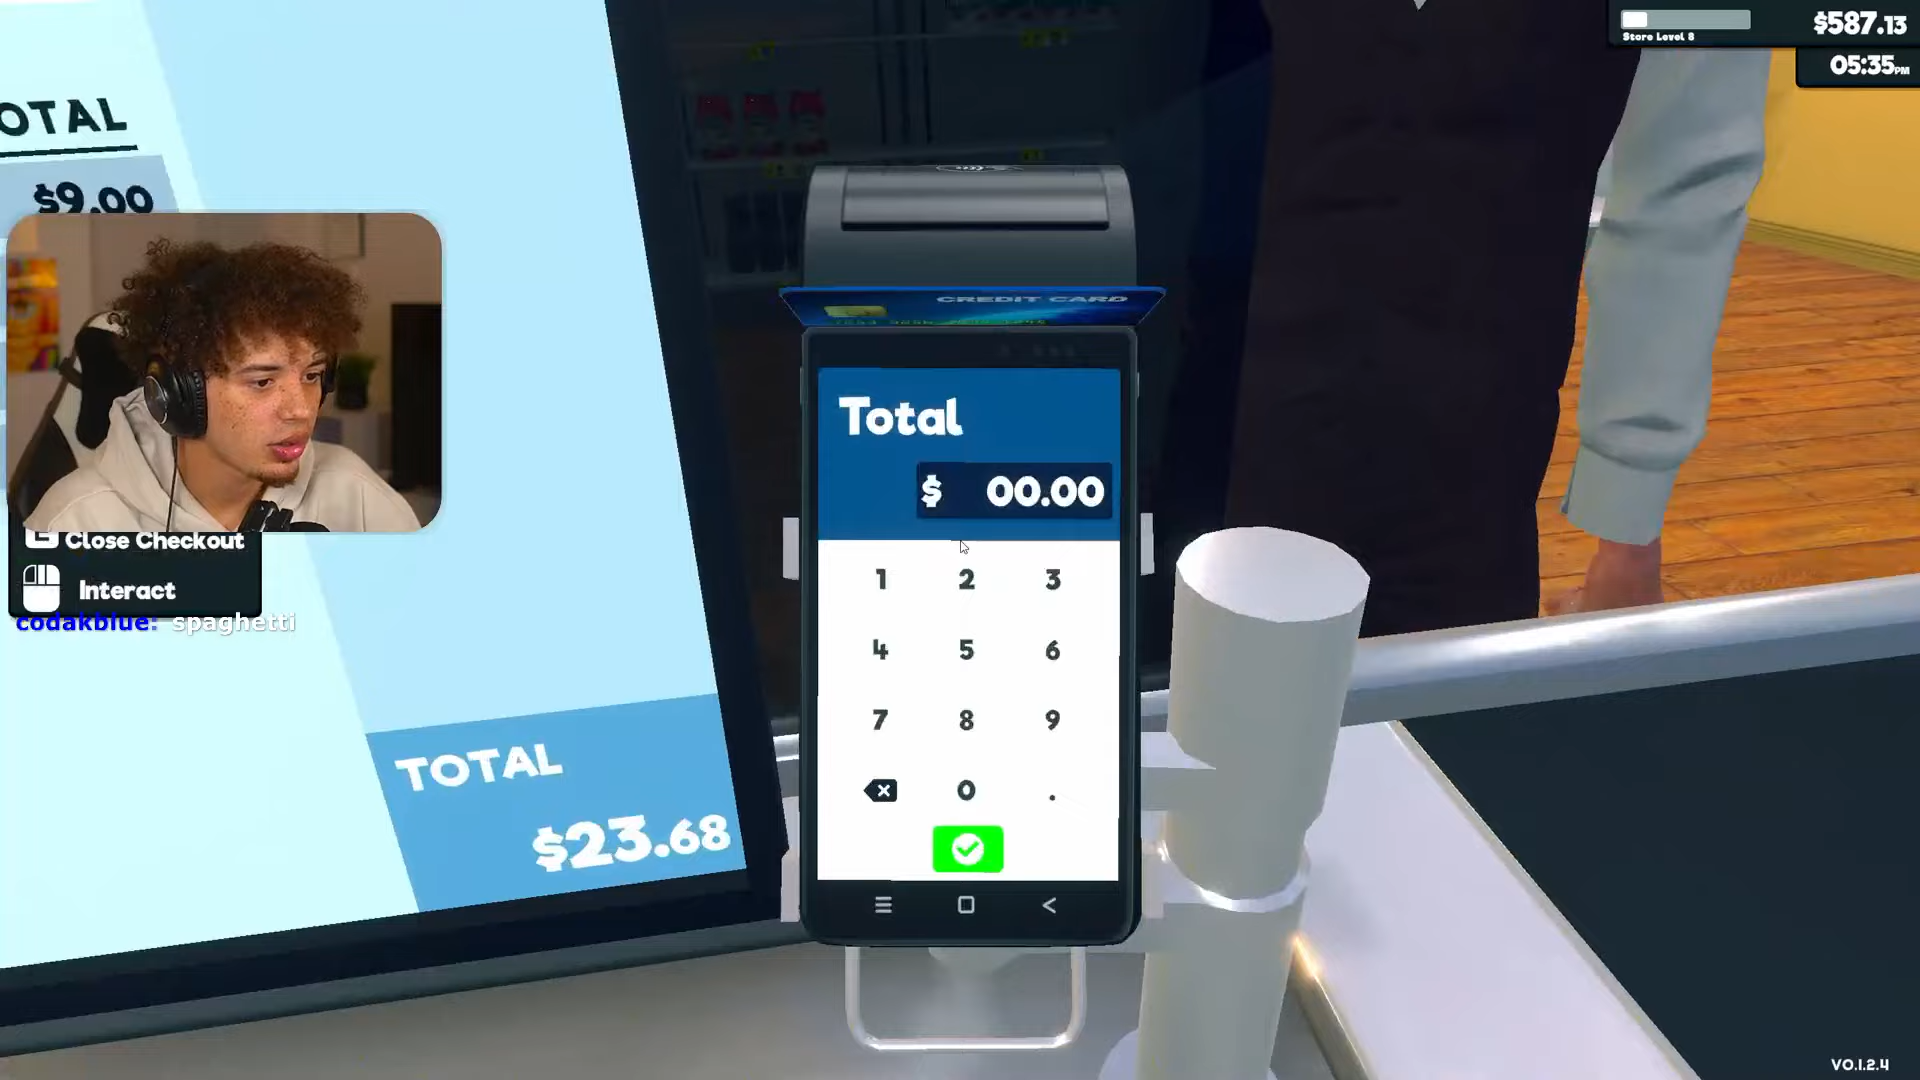 $587.13
Store Level 8
05:35PM
OTAL
$9.00
CREDIT CARD
Total
$ 00.00
Close Checkout
Interact
codakblue: spaghetti
1 2 3
4 5 6
7 8 9
0 .
TOTAL
$23.68
V0.1.2.4